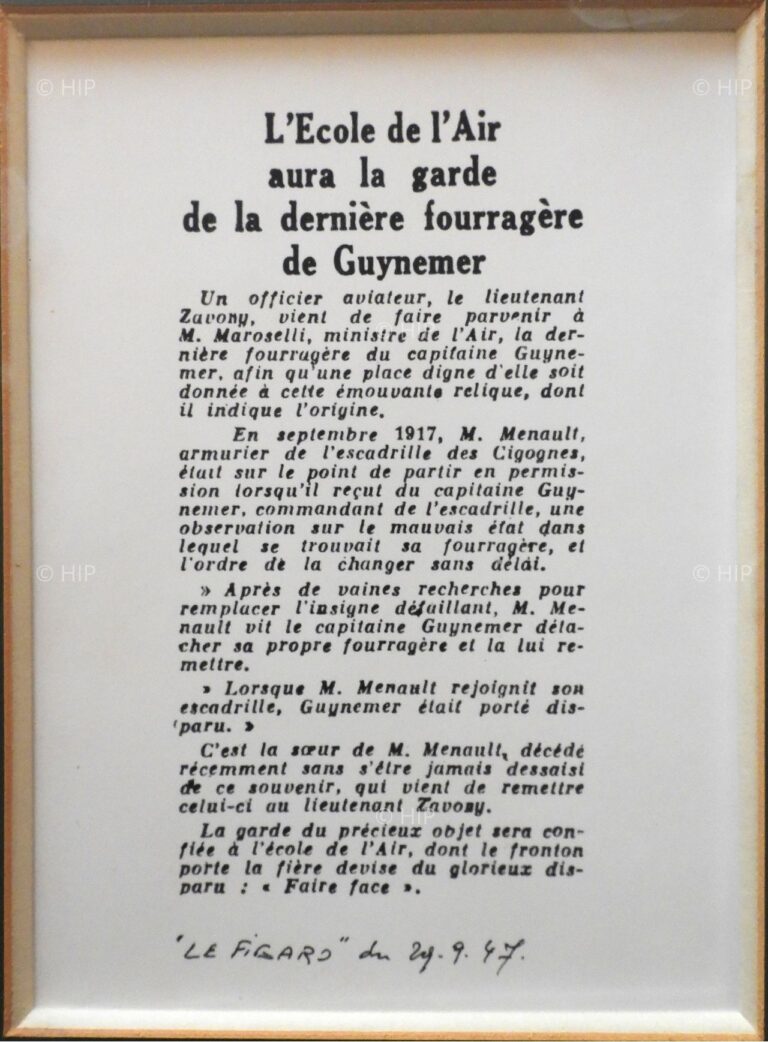 © HIP © HIP
L'Ecole de l'Air
aura la garde
de la dernière fourragère
de Guynemer
Un officier aviateur, le lieutenant
Zavony, vient de faire parvenir à
M. Maroselli, ministre de l'Air, la der-
nière fourragère du capitaine Guyne-
mer, afin qu'une place digne d'elle soit
donnée à cette émouvante relique, dont
il indique l'origine.
En septembre 1917, M. Menault,
armurier de l'escadrille des Cigognes,
était sur le point de partir en permis-
sion lorsqu'il reçut du capitaine Guy-
nemer, commandant de l'escadrille, une
observation sur le mauvais état dans
lequel se trouvait sa fourragère, et
l'ordre de la changer sans délai.
© HIP © HIP
» Après de vaines recherches pour
remplacer l'insigne défaillant, M. Me-
nault vit le capitaine Guynemer déta-
cher sa propre fourragère et la lui re-
mettre.
» Lorsque M. Menault rejoignit son
escadrille, Guynemer était porté dis-
paru. »
C'est la sœur de M. Menault, décédé
récemment sans s'être jamais dessaisi
de ce souvenir, qui vient de remettre
celui-ci au lieutenant Zavony.
© HIP
La garde du précieux objet sera con-
fiée à l'école de l'Air, dont le fronton
porte la fière devise du glorieux dis-
paru : « Faire face ».
"LE FIGARO" du 29.9.47.